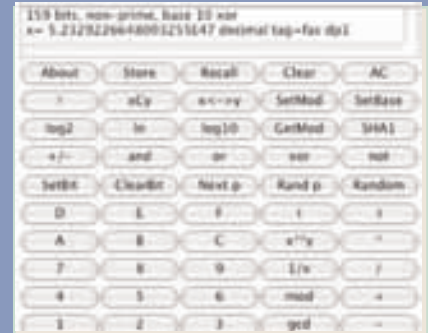 159 bits, non-prime, base 10 xor
x= 5.2329226648003255147 decimal tag=fas dp1
About Store Recall Clear AC
xCy x<->y SetMod SetBase
log2 ln log10 GetMod SHA1
+/- and or xor not
SetBit ClearBit Next p Rand p Random
D E F
A B C x^y
7 8 9 1/x /
4 5 6 mod +
1 2 3 gcd -